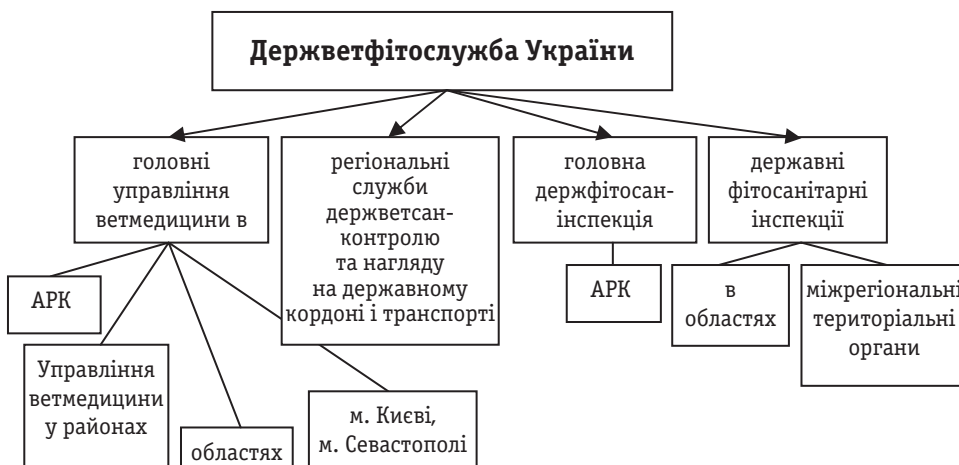 Держветфітослужба України
головні
управління
ветмедицини в
регіональні
служби
держветсан-
контролю
та нагляду
на державному
кордоні і транспорті
головна
держфітосан-
інспекція
державні
фітосанітарні
інспекції
АРК
Управління
ветмедицини
у районах
областях
м. Києві,
м. Севастополі
АРК
в
областях
міжрегіональні
територіальні
органи